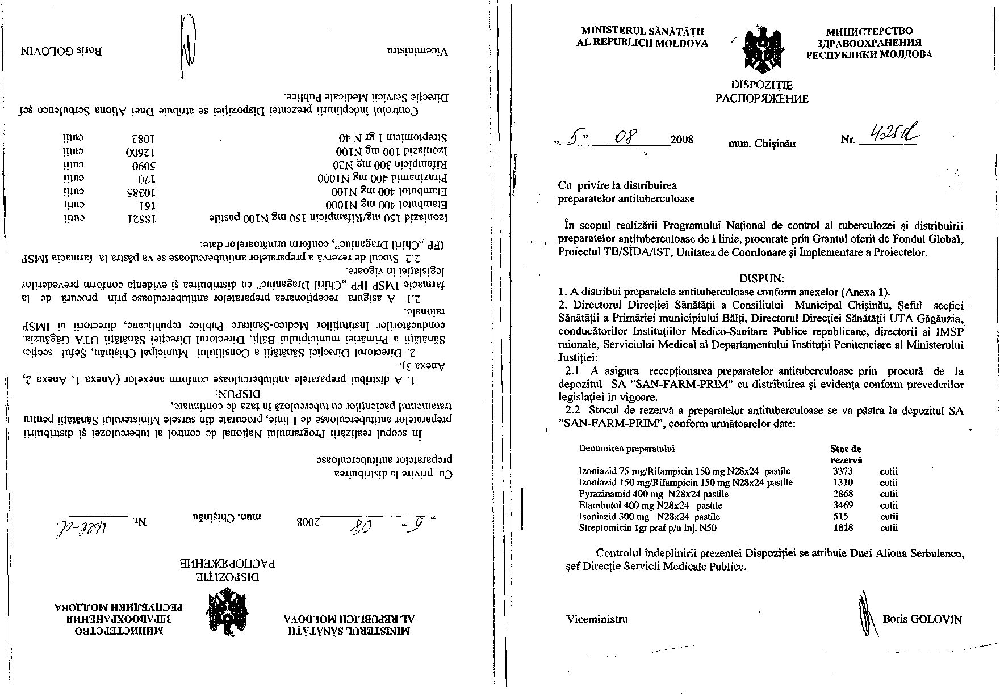 MINISTERUL SĂNĂTĂŢII
AL REPUBLICII MOLDOVA
МИНИСТЕРСТВО
ЗДРАВООХРАНЕНИЯ
РЕСПУБЛИКИ МОЛДОВА
DISPOZIŢIE
РАСПОРЯЖЕНИЕ
„ 5 ” 08 2008 mun. Chişinău Nr.
Cu privire la distribuirea
preparatelor antituberculoase
În scopul realizării Programului Naţional de control al tuberculozei şi distribuirii
preparatelor antituberculoase de I linie, procurate din sursele Ministerului Sănătăţii pentru
tratamentul pacienţilor cu tuberculoză în faza de continuare,
DISPUN:
1. A distribui preparatele antituberculoase conform anexelor (Anexa 1, Anexa 2,
Anexa 3).
2. Directorul Direcţiei Sănătăţii a Consiliului Municipal Chişinău, Şeful secţiei
Sănătăţii a Primăriei municipiului Bălţi, Directorul Direcţiei Sănătăţii UTA Găgăuzia,
conducătorilor Instituţiilor Medico-Sanitare Publice republicane, directorii ai IMSP
raionale.
2.1 A asigura recepţionarea preparatelor antituberculoase prin procură de la
farmacie IMSP IFP „Chiril Draganiuc” cu distribuirea şi evidenţa conform prevederilor
legislaţiei in vigoare.
2.2 Stocul de rezervă a preparatelor antituberculoase se va păstra la farmacia IMSP
IFP „Chiril Draganiuc”, conform următoarelor date:
Izoniazid 150 mg/Rifampicin 150 mg N100 pastile 18521 cutii
Etambutol 400 mg N1000 161 cutii
Etambutol 400 mg N100 10385 cutii
Pirazinamid 400 mg N1000 170 cutii
Rifampicin 300 mg N20 5090 cutii
Izoniazid 100 mg N100 12600 cutii
Streptomicin 1 gr N 40 1082 cutii
Controlul îndeplinirii prezentei Dispoziţiei se atribuie Dnei Aliona Serbulenco şef
Direcţie Servicii Medicale Publice.
Viceministru Boris GOLOVIN
MINISTERUL SĂNĂTĂŢII
AL REPUBLICII MOLDOVA
МИНИСТЕРСТВО
ЗДРАВООХРАНЕНИЯ
РЕСПУБЛИКИ МОЛДОВА
DISPOZIŢIE
РАСПОРЯЖЕНИЕ
„ 5 ” 08 2008 mun. Chişinău Nr. 425d
Cu privire la distribuirea
preparatelor antituberculoase
În scopul realizării Programului Naţional de control al tuberculozei şi distribuirii
preparatelor antituberculoase de I linie, procurate prin Grantul oferit de Fondul Global,
Proiectul TB/SIDA/IST, Unitatea de Coordonare şi Implementare a Proiectelor.
DISPUN:
1. A distribui preparatele antituberculoase conform anexelor (Anexa 1).
2. Directorul Direcţiei Sănătăţii a Consiliului Municipal Chişinău, Şeful secţiei
Sănătăţii a Primăriei municipiului Bălţi, Directorul Direcţiei Sănătăţii UTA Găgăuzia,
conducătorilor Instituţiilor Medico-Sanitare Publice republicane, directorii ai IMSP
raionale, Serviciului Medical al Departamentului Instituţii Penitenciare al Ministerului
Justiţiei:
2.1 A asigura recepţionarea preparatelor antituberculoase prin procură de la
depozitul SA ”SAN-FARM-PRIM” cu distribuirea şi evidenţa conform prevederilor
legislaţiei in vigoare.
2.2 Stocul de rezervă a preparatelor antituberculoase se va păstra la depozitul SA
”SAN-FARM-PRIM”, conform următoarelor date:
Denumirea preparatului Stoc de
rezervă
Izoniazid 75 mg/Rifampicin 150 mg N28x24 pastile 3373 cutii
Izoniazid 150 mg/Rifampicin 150 mg N28x24 pastile 1310 cutii
Pyrazinamid 400 mg N28x24 pastile 2868 cutii
Etambutol 400 mg N28x24 pastile 3469 cutii
Isoniazid 300 mg N28x24 pastile 515 cutii
Streptomicin 1gr praf p/u inj. N50 1818 cutii
Controlul îndeplinirii prezentei Dispoziţiei se atribuie Dnei Aliona Serbulenco,
şef Direcţie Servicii Medicale Publice.
Viceministru Boris GOLOVIN